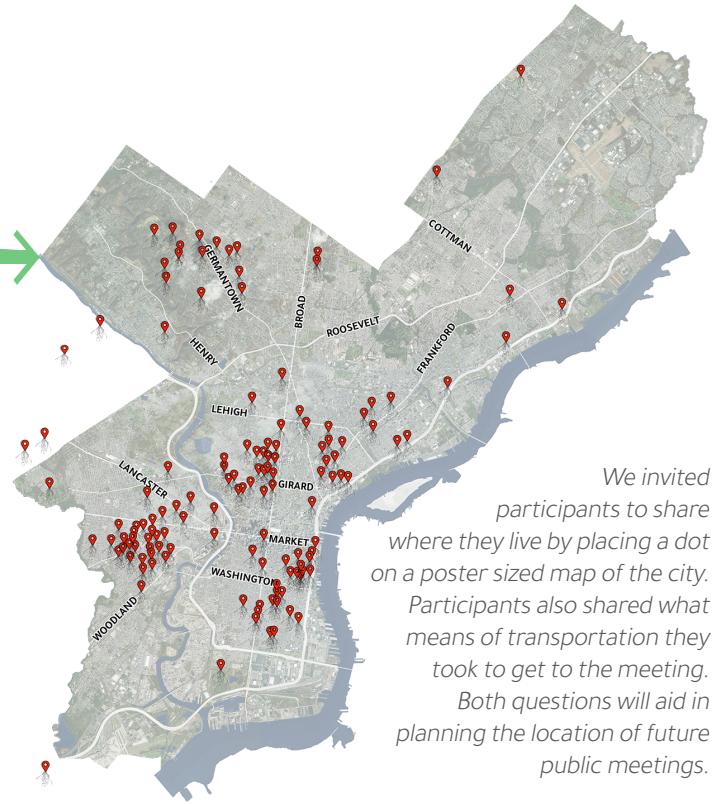 COTTMAN
GERMANTOWN
BROAD
ROOSEVELT
FRANKFORD
HENRY
LEHIGH
LANCASTER
GIRARD
MARKET
WASHINGTON
WOODLAND
We invited
participants to share
where they live by placing a dot
on a poster sized map of the city.
Participants also shared what
means of transportation they
took to get to the meeting.
Both questions will aid in
planning the location of future
public meetings.